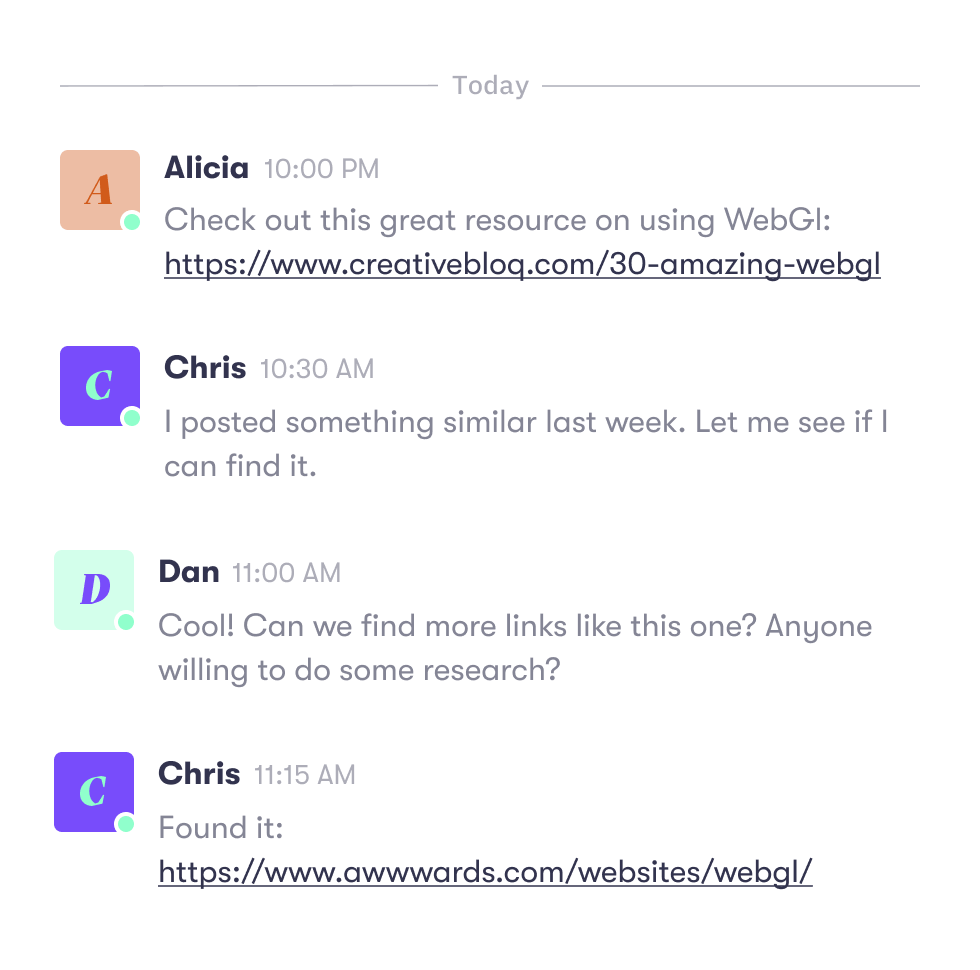 Today
A
Alicia 10:00 PM
Check out this great resource on using WebGl:
https://www.creativebloq.com/30-amazing-webgl
C
Chris 10:30 AM
I posted something similar last week. Let me see if I
can find it.
D
Dan 11:00 AM
Cool! Can we find more links like this one? Anyone
willing to do some research?
C
Chris 11:15 AM
Found it:
https://www.awwwards.com/websites/webgl/